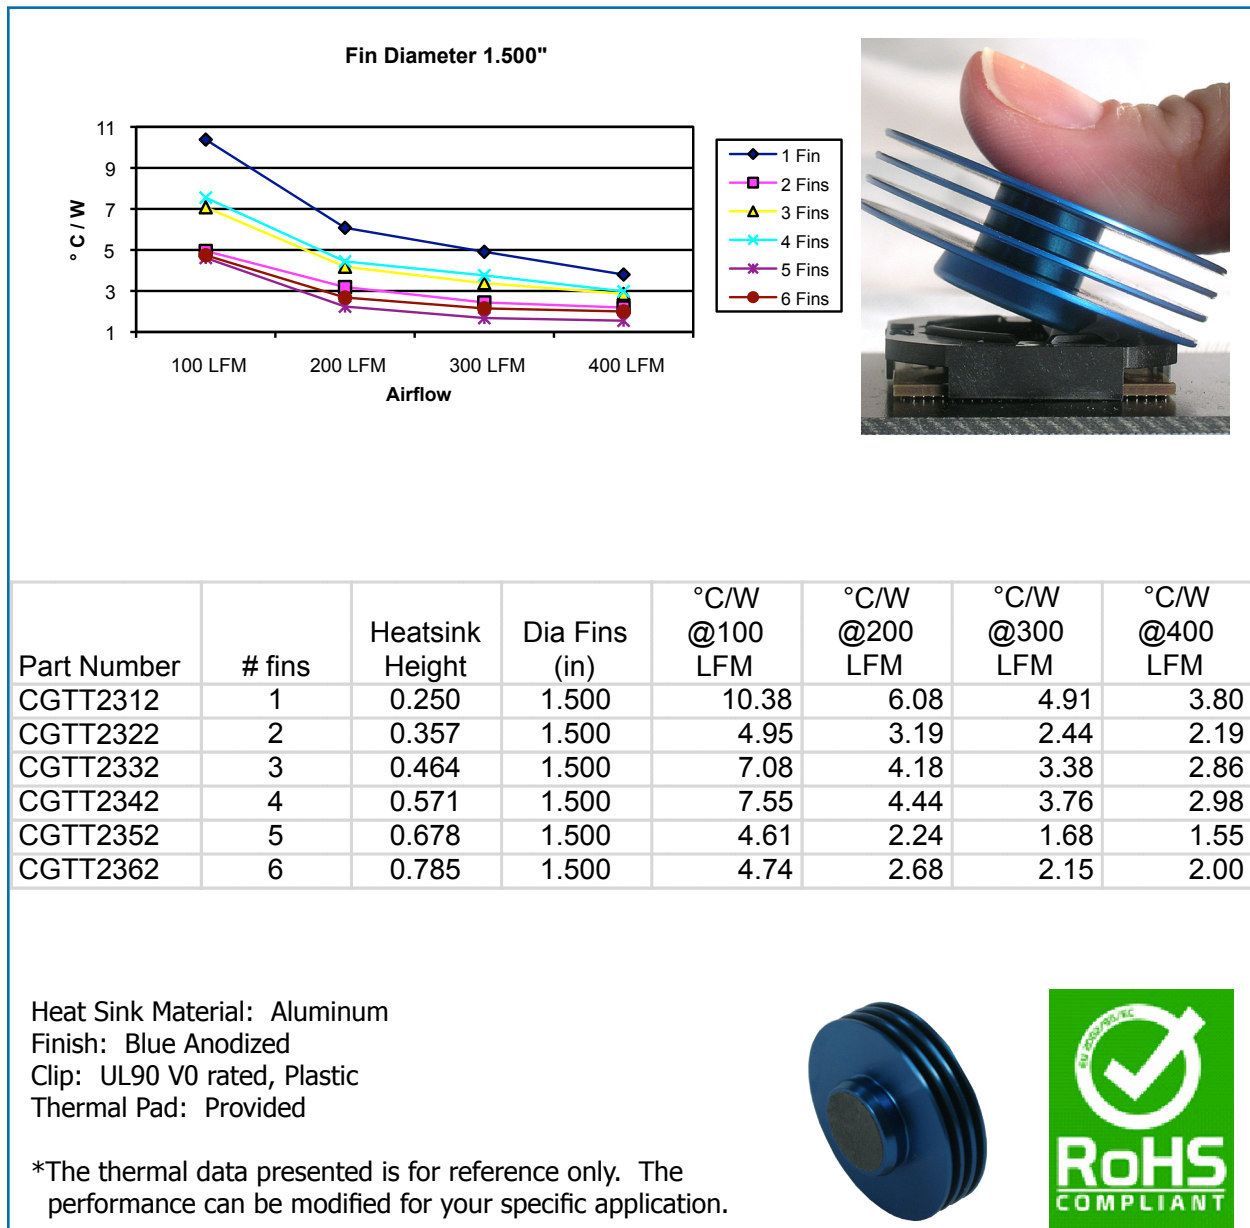 Fin Diameter 1.500"
11
9
7
5
3
1
° C / W
100 LFM 200 LFM 300 LFM 400 LFM
Airflow
1 Fin
2 Fins
3 Fins
4 Fins
5 Fins
6 Fins
Part Number # fins Heatsink Height Dia Fins (in) °C/W @100 LFM °C/W @200 LFM °C/W @300 LFM °C/W @400 LFM
CGTT2312 1 0.250 1.500 10.38 6.08 4.91 3.80
CGTT2322 2 0.357 1.500 4.95 3.19 2.44 2.19
CGTT2332 3 0.464 1.500 7.08 4.18 3.38 2.86
CGTT2342 4 0.571 1.500 7.55 4.44 3.76 2.98
CGTT2352 5 0.678 1.500 4.61 2.24 1.68 1.55
CGTT2362 6 0.785 1.500 4.74 2.68 2.15 2.00
Heat Sink Material: Aluminum
Finish: Blue Anodized
Clip: UL90 V0 rated, Plastic
Thermal Pad: Provided
*The thermal data presented is for reference only. The
performance can be modified for your specific application.
EU 2002/95/EC
RoHS
COMPLIANT